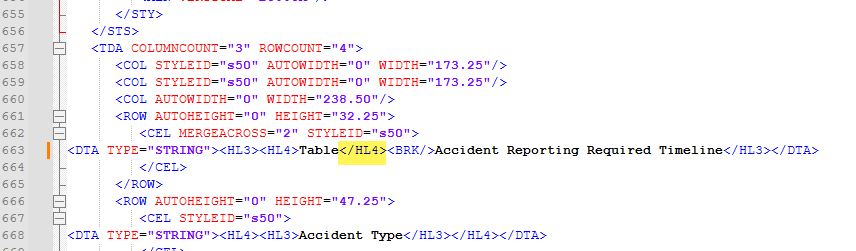 655 </STY>
656 </STS>
657 <TDA COLUMNCOUNT="3" ROWCOUNT="4">
658 <COL STYLEID="s50" AUTOWIDTH="0" WIDTH="173.25"/>
659 <COL STYLEID="s50" AUTOWIDTH="0" WIDTH="173.25"/>
660 <COL AUTOWIDTH="0" WIDTH="238.50"/>
661 <ROW AUTOHEIGHT="0" HEIGHT="32.25">
662 <CEL MERGEACROSS="2" STYLEID="s50">
663 <DTA TYPE="STRING"><HL3><HL4>Table</HL4><BRK/>Accident Reporting Required Timeline</HL3></DTA>
664 </CEL>
665 </ROW>
666 <ROW AUTOHEIGHT="0" HEIGHT="47.25">
667 <CEL STYLEID="s50">
668 <DTA TYPE="STRING"><HL4><HL3>Accident Type</HL3></HL4></DTA>